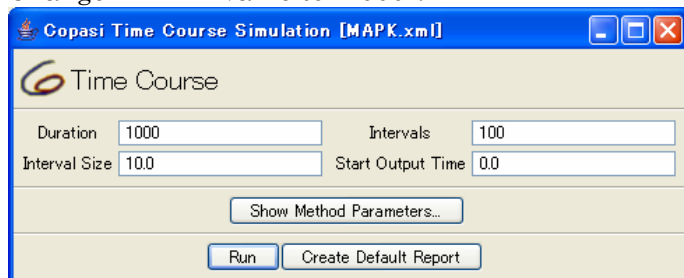 Copasi Time Course Simulation [MAPK.xml]
Time Course
Duration 1000 Intervals 100
Interval Size 10.0 Start Output Time 0.0
Show Method Parameters...
Run Create Default Report